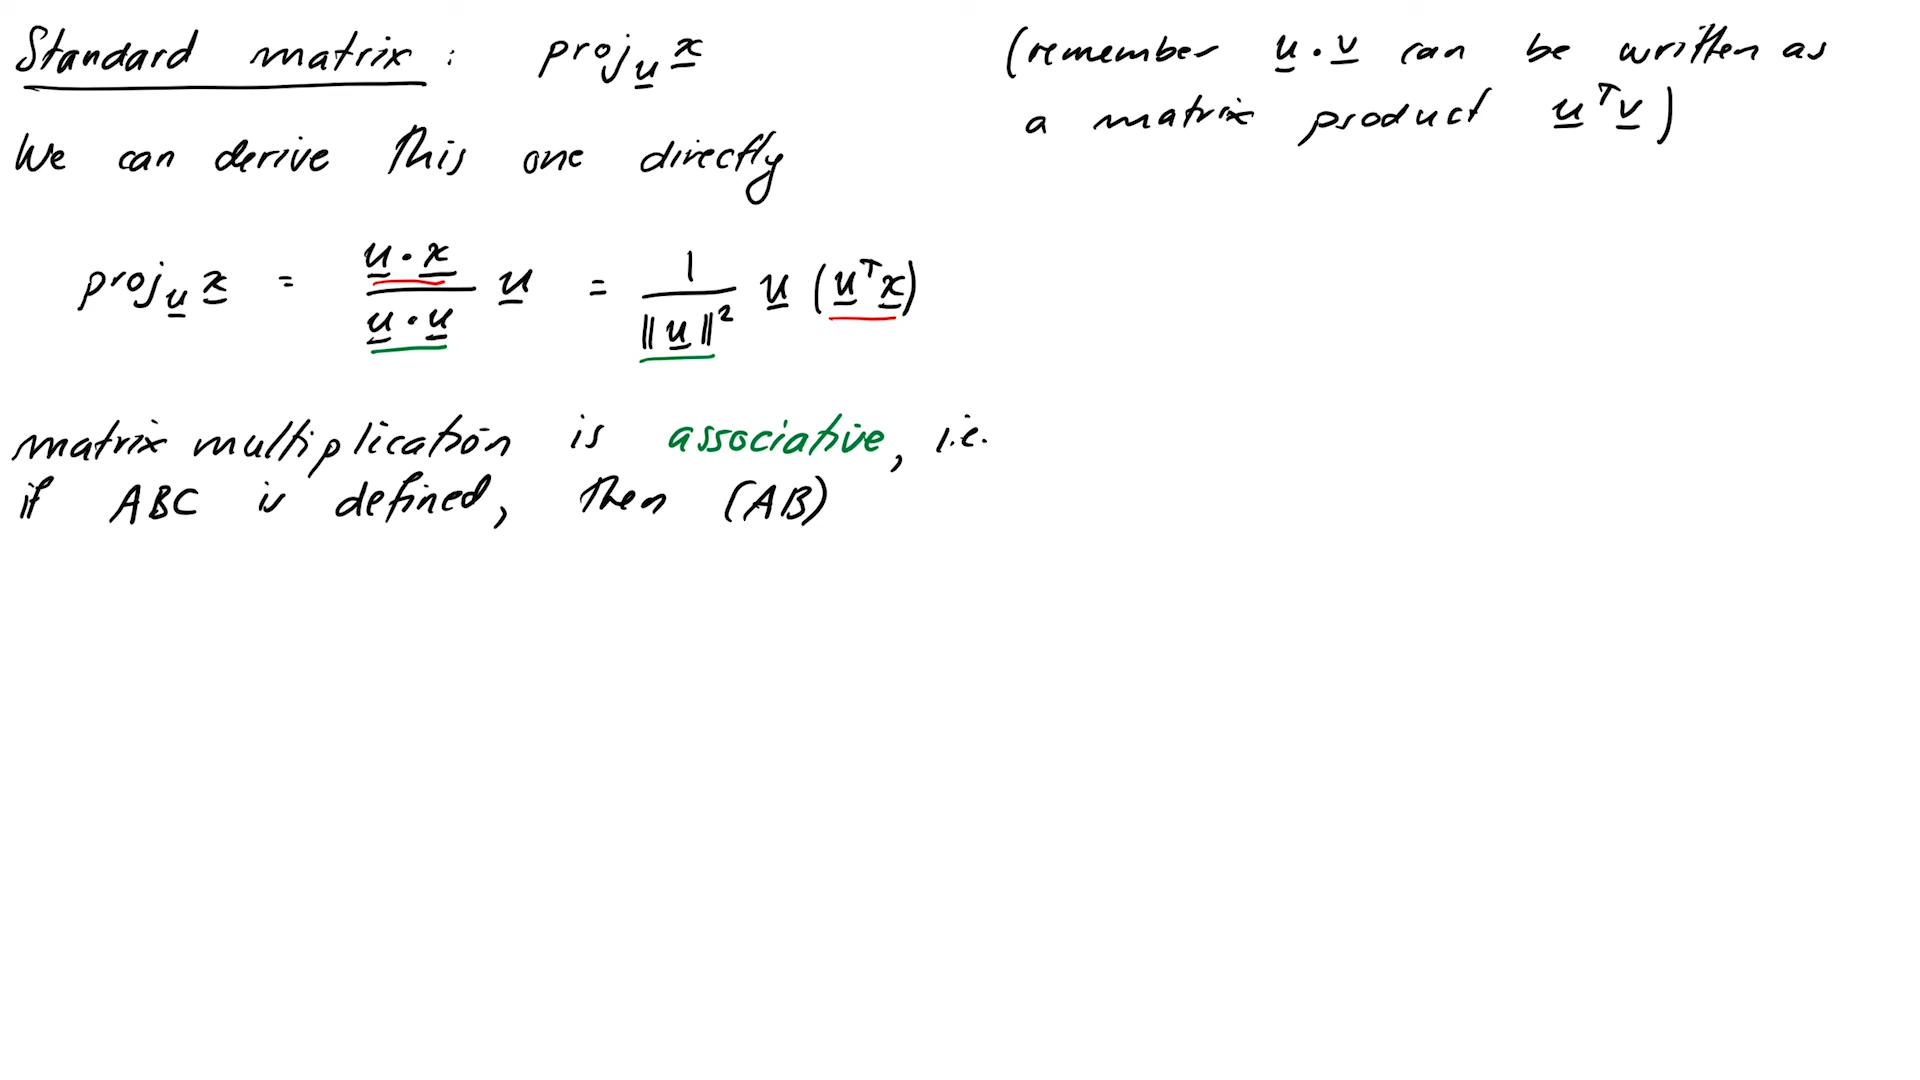 Standard matrix : proj_u x
(remember u · v can be written as
a matrix product u^T v)
We can derive this one directly
proj_u x = (u · x)/(u · u) u = 1/‖u‖² u (u^T x)
matrix multiplication is associative, i.e.
if ABC is defined, then (AB)